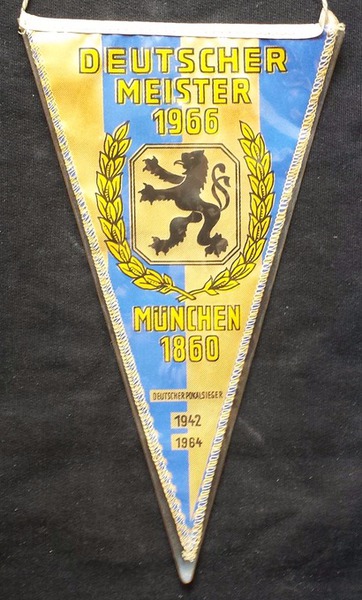 DEUTSCHER
MEISTER
1966
MÜNCHEN
1860
DEUTSCHER POKALSIEGER
1942
1964